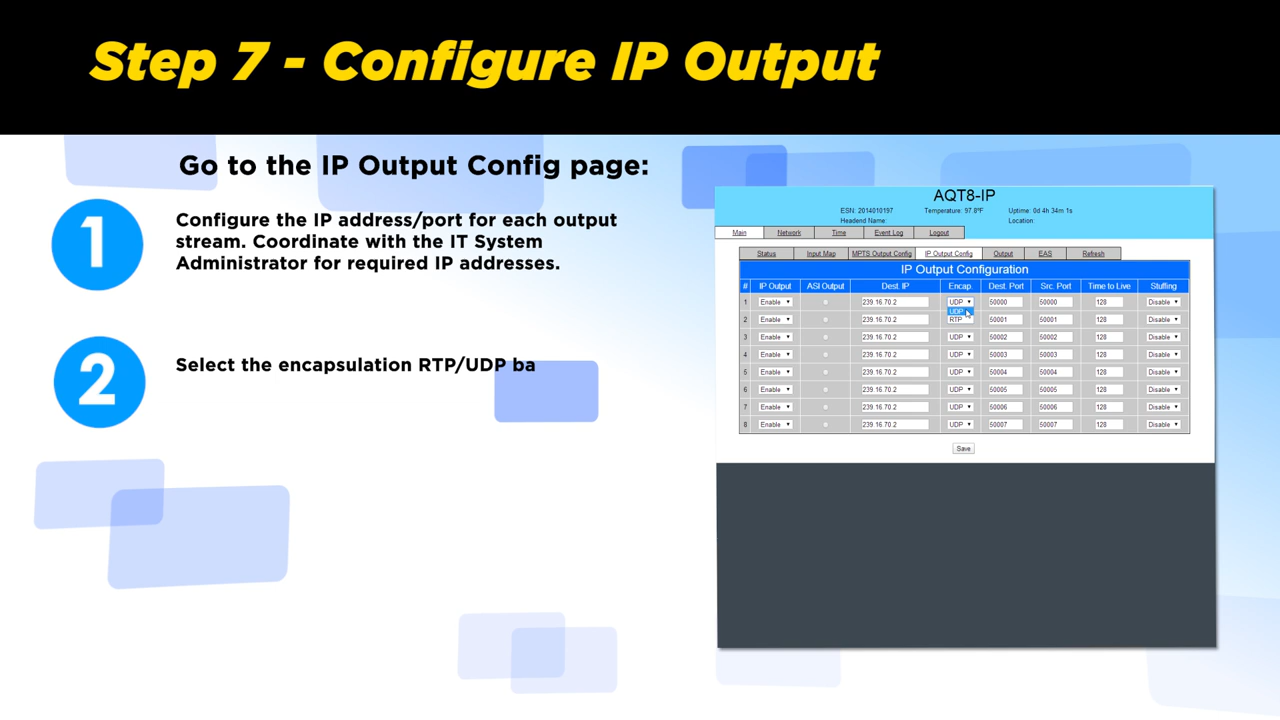 Step 7 - Configure IP Output
Go to the IP Output Config page:
1
Configure the IP address/port for each output
stream. Coordinate with the IT System
Administrator for required IP addresses.
2
Select the encapsulation RTP/UDP ba
AQT8-IP
ESN: 2014010197 Temperature: 97.8°F Uptime: 0d 4h 34m 1s
Headend Name: Location:
Main Network Time Event Log Logout
Status Input Map MPTS Output Config IP Output Config Output EAS Refresh
IP Output Configuration
# IP Output ASI Output Dest. IP Encap. Dest. Port Src. Port Time to Live Stuffing
1 Enable 239.16.70.2 UDP 50000 50000 128 Disable
UDP
2 Enable 239.16.70.2 RTP 50001 50001 128 Disable
3 Enable 239.16.70.2 UDP 50002 50002 128 Disable
4 Enable 239.16.70.2 UDP 50003 50003 128 Disable
5 Enable 239.16.70.2 UDP 50004 50004 128 Disable
6 Enable 239.16.70.2 UDP 50005 50005 128 Disable
7 Enable 239.16.70.2 UDP 50006 50006 128 Disable
8 Enable 239.16.70.2 UDP 50007 50007 128 Disable
Save